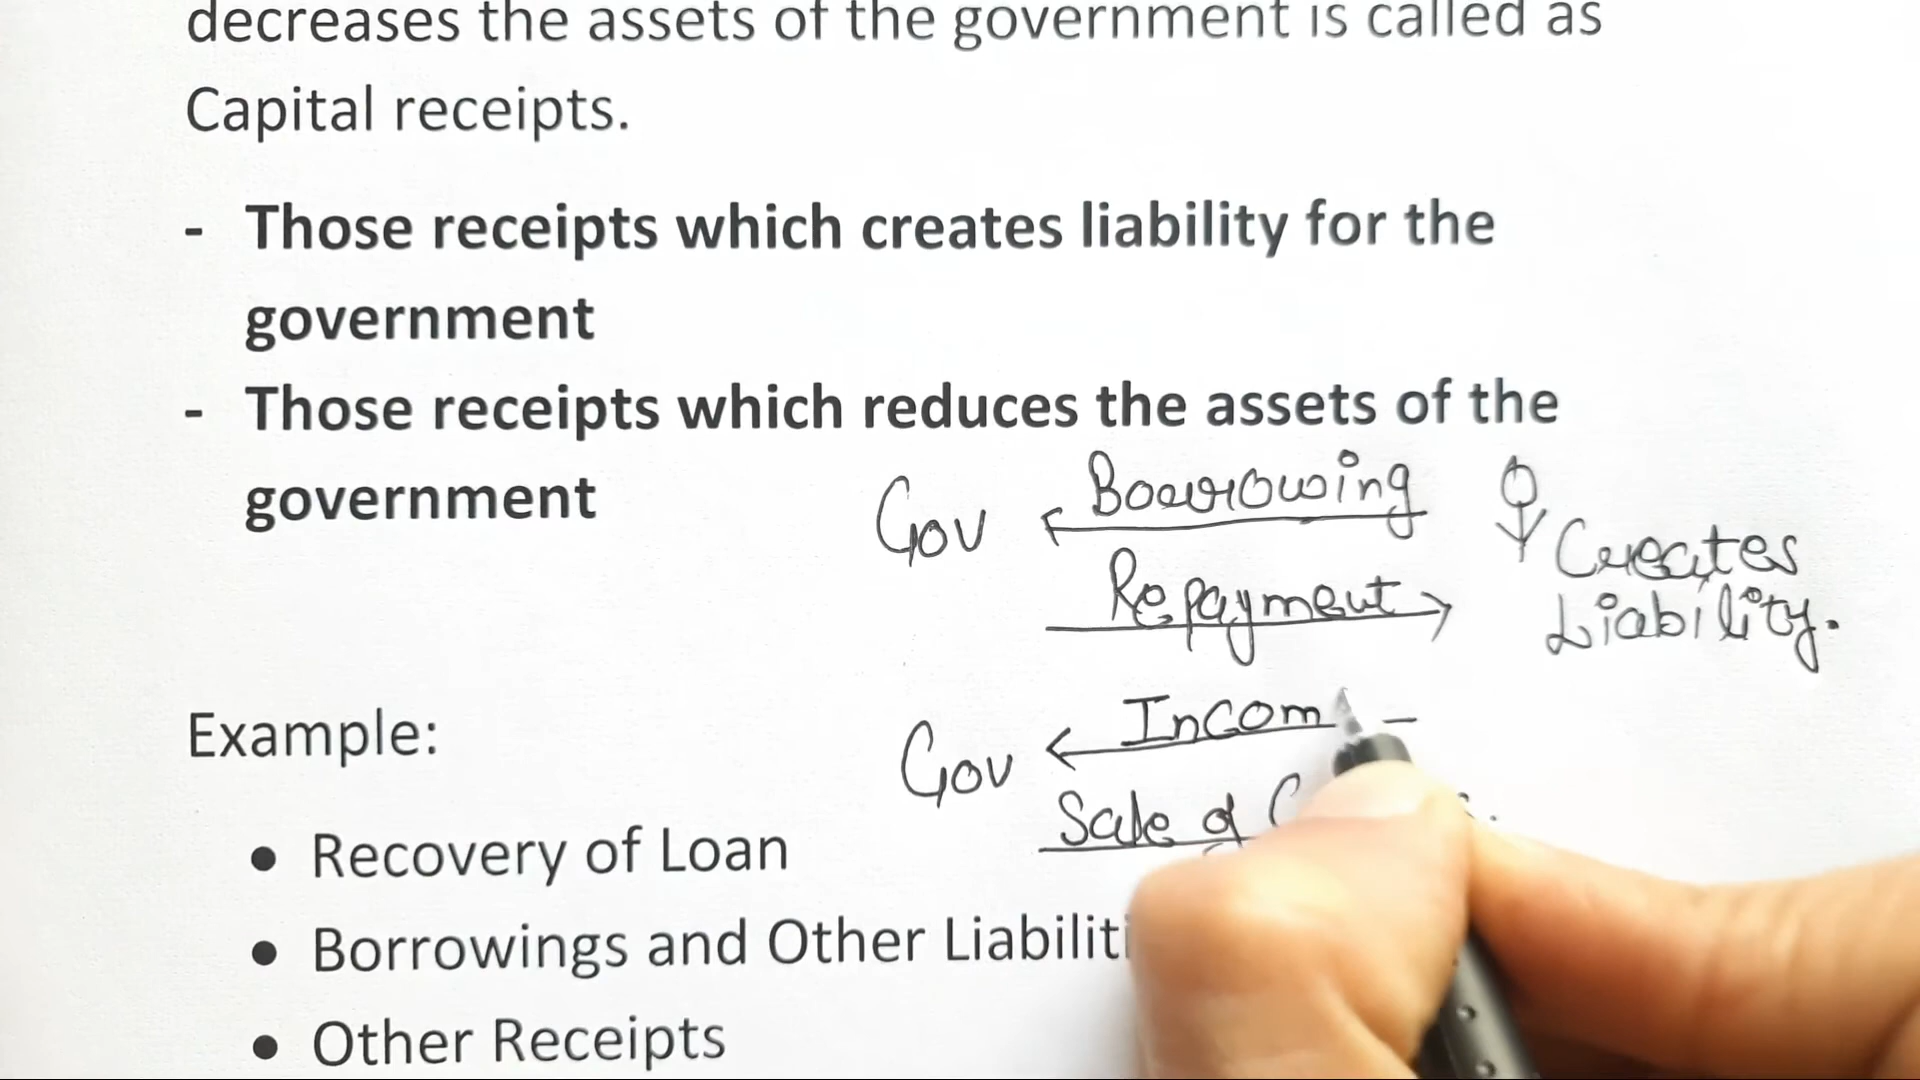 decreases the assets of the government is called as
Capital receipts.
- Those receipts which creates liability for the
government
- Those receipts which reduces the assets of the
government
Gov Borrowing
Creates
Repayment
Liability.
Gov Incom
Sale of C
Example:
• Recovery of Loan
• Borrowings and Other Liabiliti
• Other Receipts